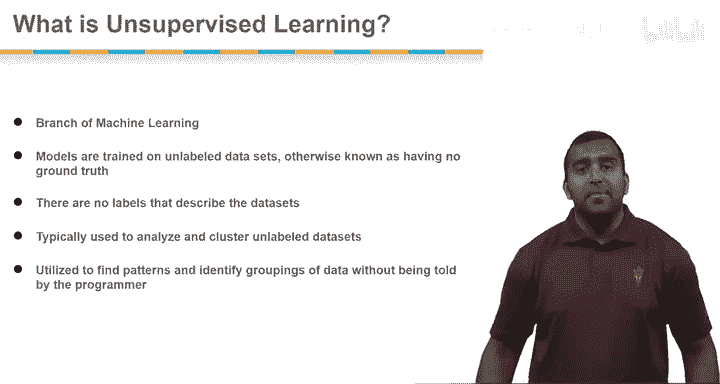 What is Unsupervised Learning?
Branch of Machine Learning
Models are trained on unlabeled data sets, otherwise known as having no
ground truth
There are no labels that describe the datasets
Typically used to analyze and cluster unlabeled datasets
Utilized to find patterns and identify groupings of data without being told
by the programmer